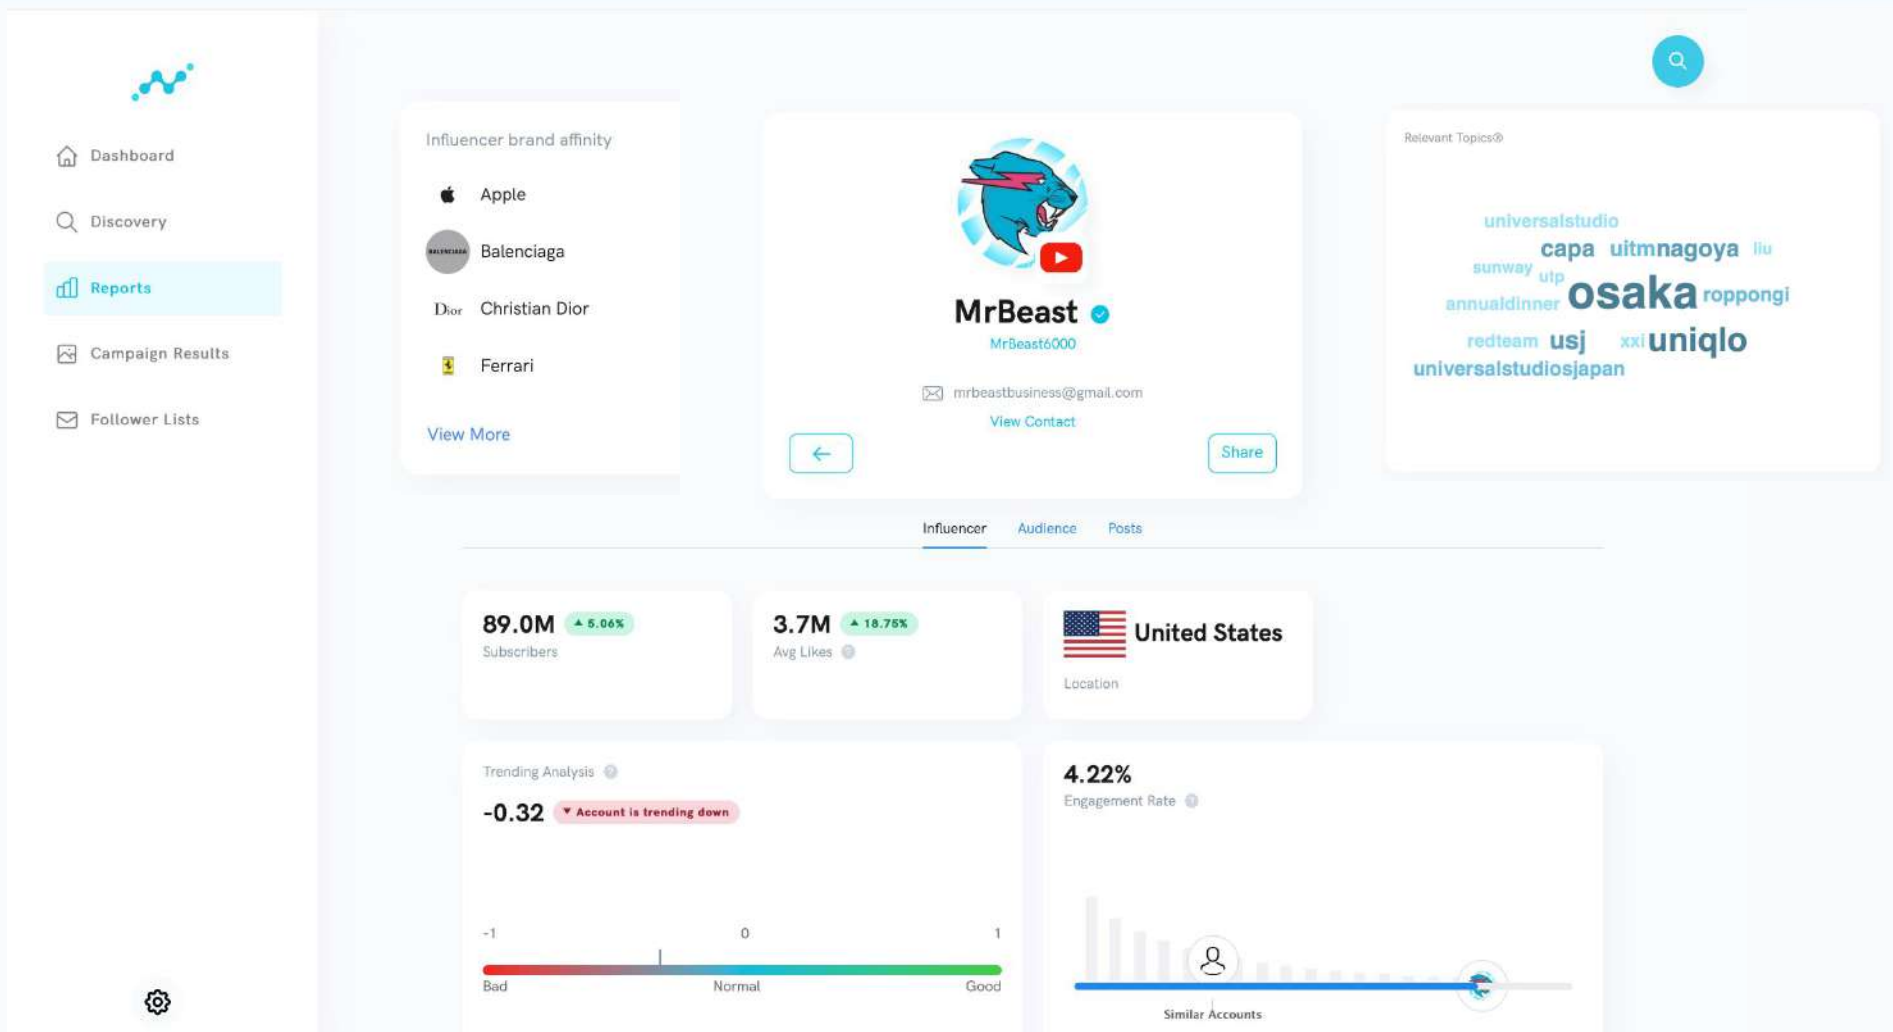 Dashboard
Discovery
Reports
Campaign Results
Follower Lists
Influencer brand affinity
Apple
BALENCIAGA Balenciaga
Dior Christian Dior
Ferrari
View More
MrBeast
MrBeast6000
mrbeastbusiness@gmail.com
View Contact
Share
Relevant Topics®
universalstudio
capa uitmnagoya liu
sunway utp
annualdinner osaka roppongi
redteam usj xxi uniqlo
universalstudiosjapan
Influencer Audience Posts
89.0M 5.06%
Subscribers
3.7M 18.75%
Avg Likes ?
United States
Location
Trending Analysis ?
-0.32 Account is trending down
-1 0 1
Bad Normal Good
4.22%
Engagement Rate ?
Similar Accounts